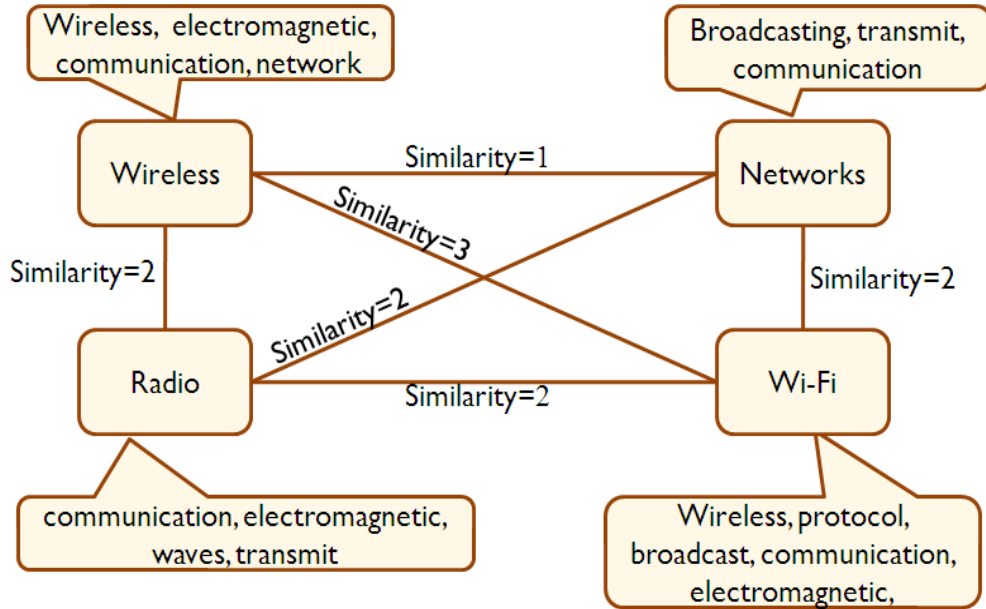 Wireless, electromagnetic,
communication, network
Broadcasting, transmit,
communication
Wireless
Similarity=1
Networks
Similarity=3
Similarity=2
Similarity=2
Similarity=2
Radio
Similarity=2
Wi-Fi
communication, electromagnetic,
waves, transmit
Wireless, protocol,
broadcast, communication,
electromagnetic,